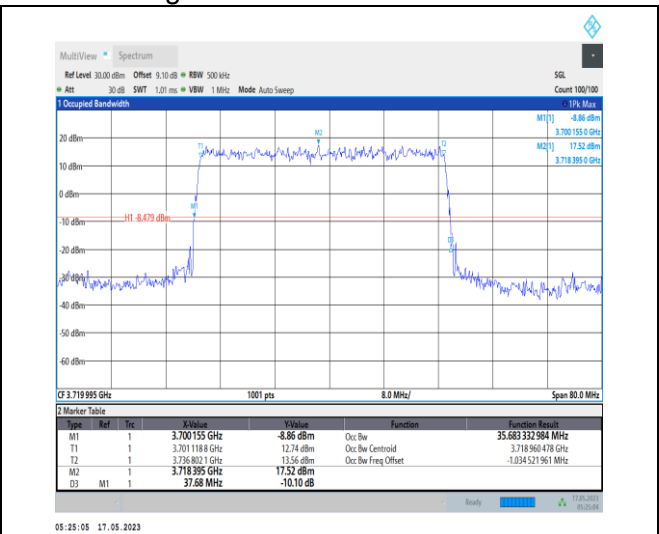 MultiView Spectrum
Ref Level 30.00 dBm Offset 9.10 dB RBW 500 kHz SGL
Att 30 dB SWT 1.01 ms VBW 1 MHz Mode Auto Sweep Count 100/100
1 Occupied Bandwidth 1Pk Max
M1[1] -8.86 dBm
3.700 155 0 GHz
M2[1] 17.52 dBm
3.718 395 0 GHz
M2
T1
T2
20 dBm
10 dBm
0 dBm
M1
H1 -8.479 dBm
-10 dBm
D3
-20 dBm
-30 dBm
-40 dBm
-50 dBm
-60 dBm
CF 3.719 995 GHz 1001 pts 8.0 MHz/ Span 80.0 MHz
2 Marker Table
Type Ref Trc X-Value Y-Value Function Function Result
M1 1 3.700155 GHz -8.86 dBm Occ Bw 35.683 332 984 MHz
T1 1 3.701 118 8 GHz 12.74 dBm Occ Bw Centroid 3.718 960 478 GHz
T2 1 3.736 802 1 GHz 13.56 dBm Occ Bw Freq Offset -1.034 521 961 MHz
M2 1 3.718395 GHz 17.52 dBm
D3 M1 1 37.68 MHz -10.10 dB
Ready 17.05.2023
05:25:04
05:25:05 17.05.2023